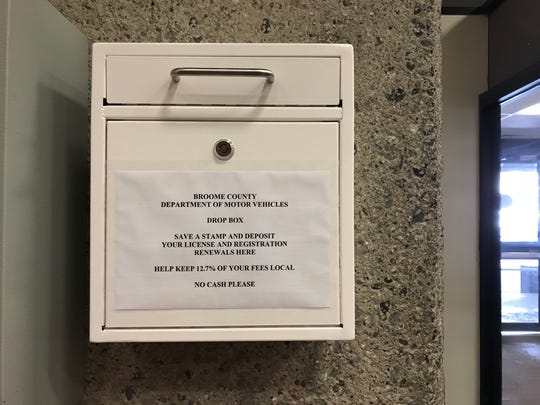 BROOME COUNTY
DEPARTMENT OF MOTOR VEHICLES
DROP BOX
SAVE A STAMP AND DEPOSIT
YOUR LICENSE AND REGISTRATION
RENEWALS HERE
HELP KEEP 12.7% OF YOUR FEES LOCAL
NO CASH PLEASE